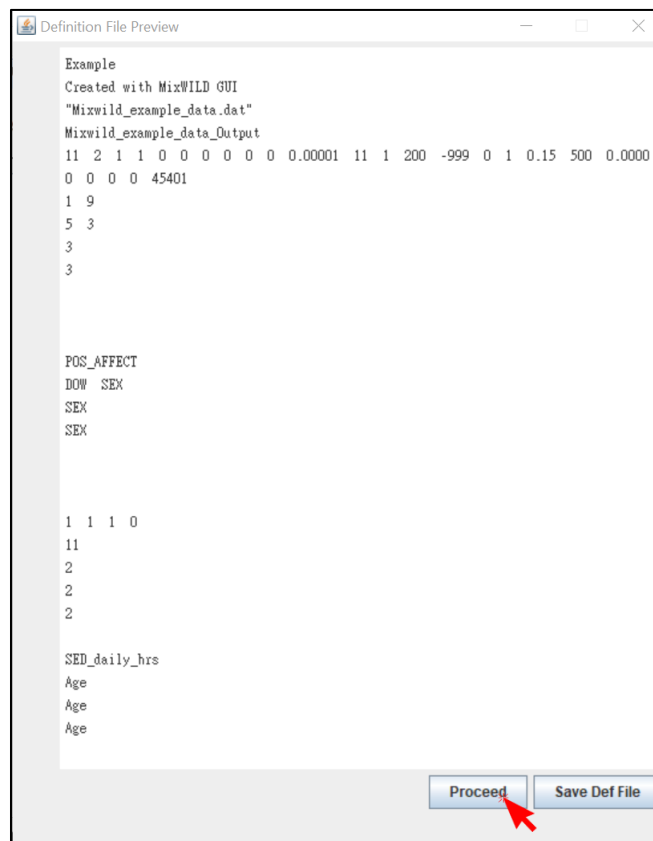 Definition File Preview
Example
Created with MixWILD GUI
"Mixwild_example_data.dat"
Mixwild_example_data_Output
11 2 1 1 0 0 0 0 0 0 0.00001 11 1 200 -999 0 1 0.15 500 0.0000
0 0 0 0 45401
1 9
5 3
3
3
POS_AFFECT
DOW SEX
SEX
SEX
1 1 1 0
11
2
2
2
SED_daily_hrs
Age
Age
Age
Proceed Save Def File